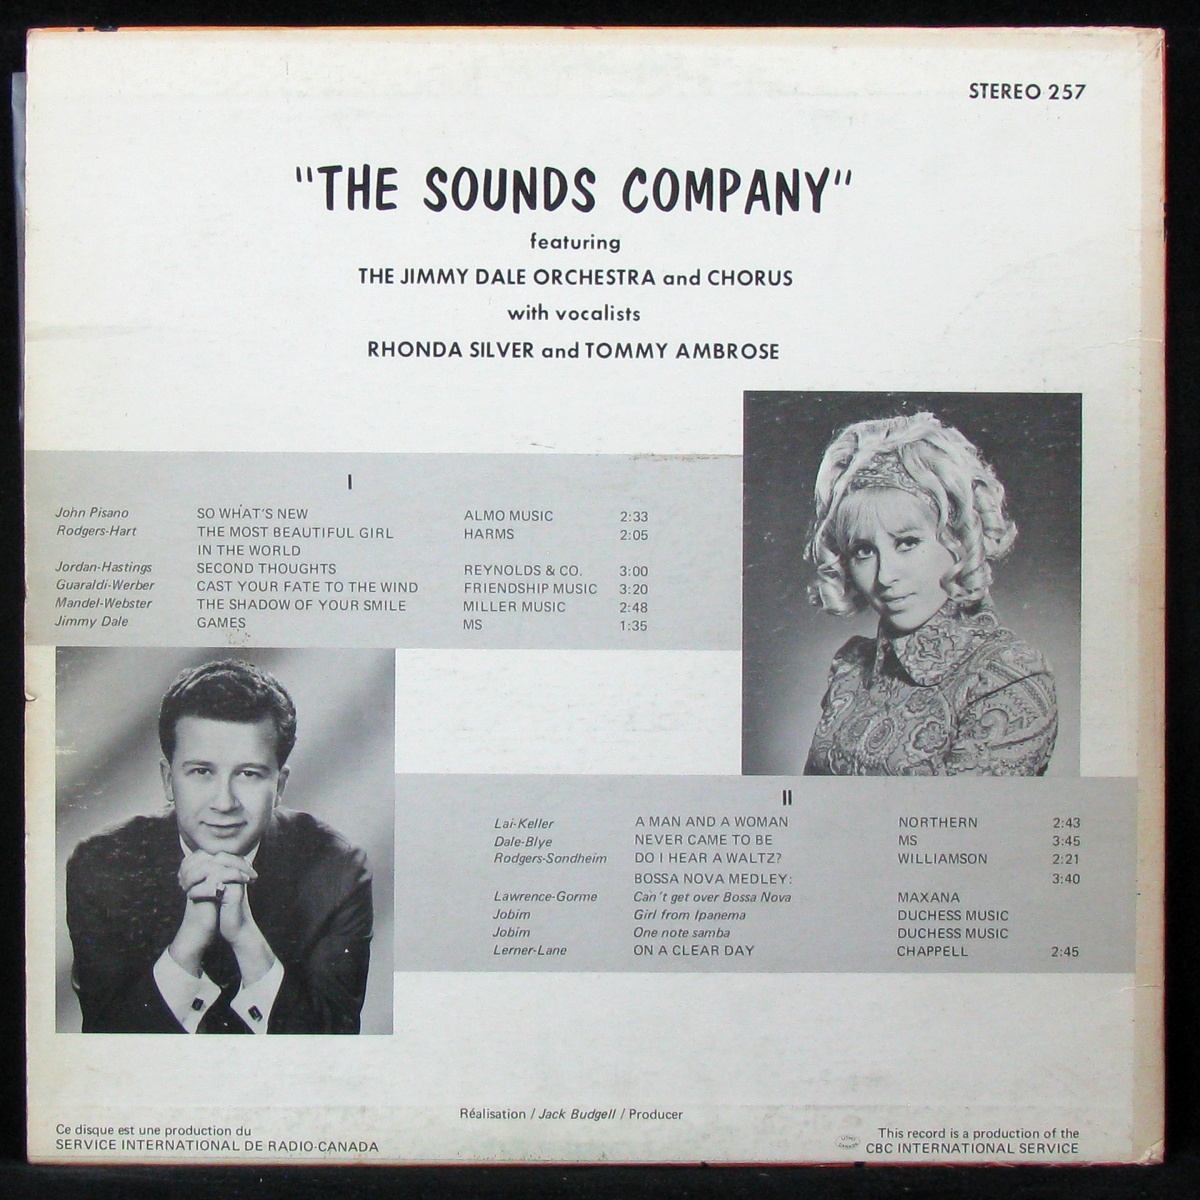 STEREO 257
"THE SOUNDS COMPANY"
featuring
THE JIMMY DALE ORCHESTRA and CHORUS
with vocalists
RHONDA SILVER and TOMMY AMBROSE
I
John Pisano SO WHAT'S NEW ALMO MUSIC 2:33
Rodgers-Hart THE MOST BEAUTIFUL GIRL HARMS 2:05
IN THE WORLD
Jordan-Hastings SECOND THOUGHTS REYNOLDS & CO. 3:00
Guaraldi-Werber CAST YOUR FATE TO THE WIND FRIENDSHIP MUSIC 3:20
Mandel-Webster THE SHADOW OF YOUR SMILE MILLER MUSIC 2:48
Jimmy Dale GAMES MS 1:35
II
Lai-Keller A MAN AND A WOMAN NORTHERN 2:43
Dale-Blye NEVER CAME TO BE MS 3:45
Rodgers-Sondheim DO I HEAR A WALTZ? WILLIAMSON 2:21
BOSSA NOVA MEDLEY: 3:40
Lawrence-Gorme Can't get over Bossa Nova MAXANA
Jobim Girl from Ipanema DUCHESS MUSIC
Jobim One note samba DUCHESS MUSIC
Lerner-Lane ON A CLEAR DAY CHAPPELL 2:45
Réalisation / Jack Budgell / Producer
Ce disque est une production du
SERVICE INTERNATIONAL DE RADIO-CANADA
This record is a production of the
CBC INTERNATIONAL SERVICE